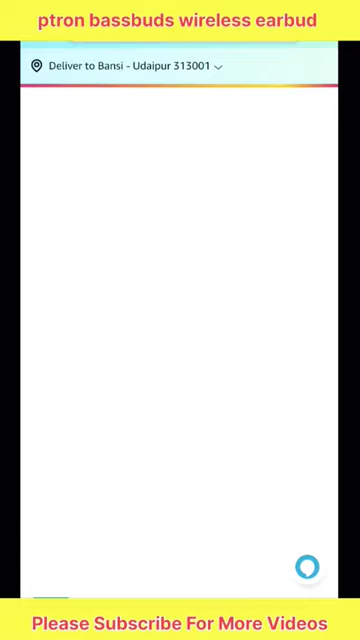 ptron bassbuds wireless earbud
Deliver to Bansi - Udaipur 313001
Please Subscribe For More Videos